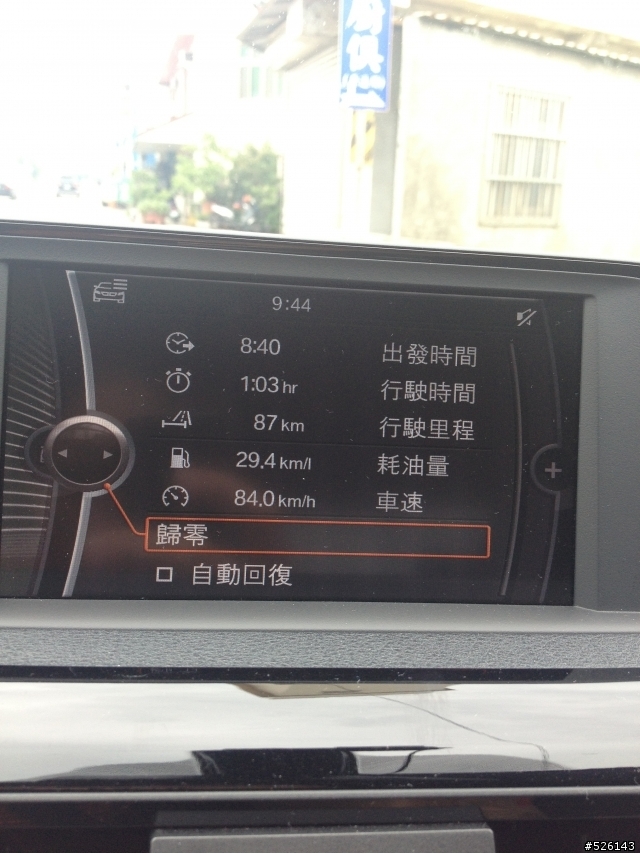 廚俱
9:44
8:40 出發時間
1:03 hr 行駛時間
87 km 行駛里程
29.4 km/l 耗油量
84.0 km/h 車速
歸零
自動回復
#526143